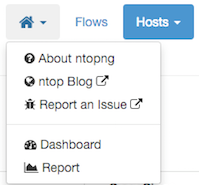 Flows Hosts
About ntopng
ntop Blog
Report an Issue
Dashboard
Report